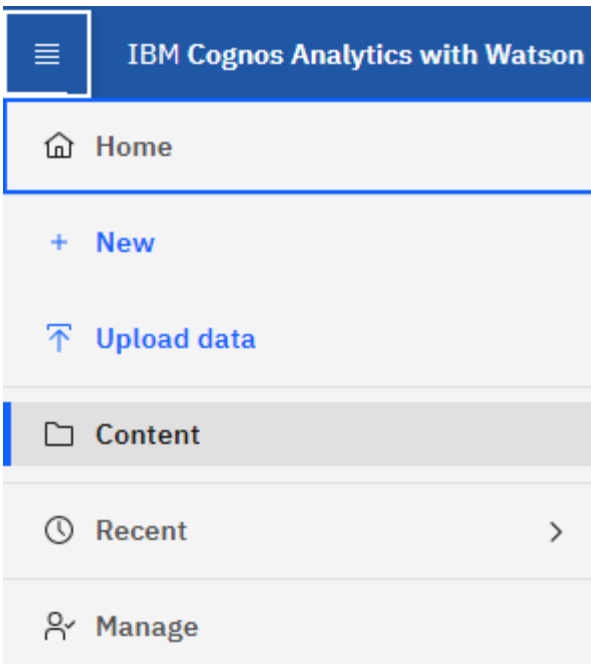 IBM Cognos Analytics with Watson
Home
New
Upload data
Content
Recent
Manage